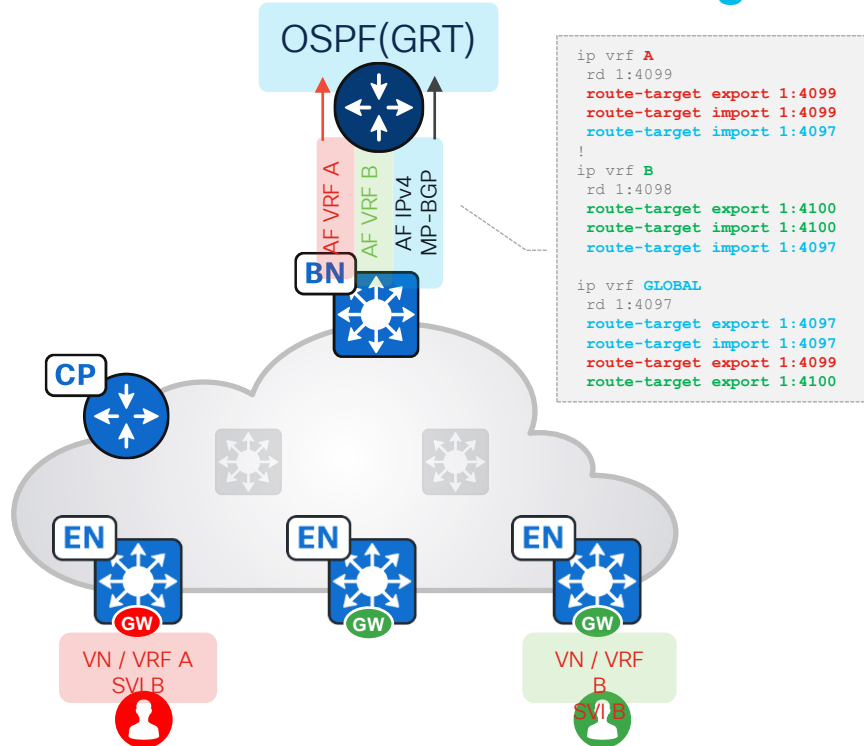 OSPF(GRT)
AF VRF A
AF VRF B
AF IPv4
MP-BGP
BN
ip vrf A
rd 1:4099
route-target export 1:4099
route-target import 1:4099
route-target import 1:4097
!
ip vrf B
rd 1:4098
route-target export 1:4100
route-target import 1:4100
route-target import 1:4097
ip vrf GLOBAL
rd 1:4097
route-target export 1:4097
route-target import 1:4097
route-target export 1:4099
route-target export 1:4100
CP
EN
EN
EN
GW
GW
GW
VN / VRF A
SVI B
VN / VRF
B
SVI B